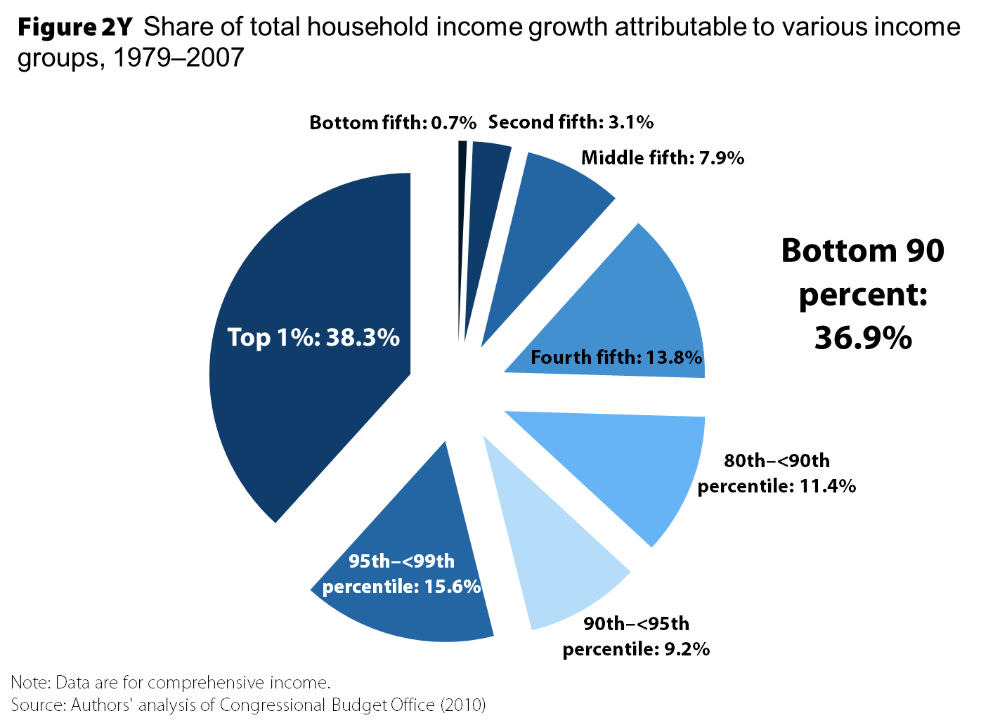 Figure 2Y Share of total household income growth attributable to various income
groups, 1979–2007
Bottom fifth: 0.7% Second fifth: 3.1%
Middle fifth: 7.9%
Bottom 90
percent:
36.9%
Top 1%: 38.3%
Fourth fifth: 13.8%
80th–<90th
percentile: 11.4%
95th–<99th
percentile: 15.6%
90th–<95th
percentile: 9.2%
Note: Data are for comprehensive income.
Source: Authors' analysis of Congressional Budget Office (2010)